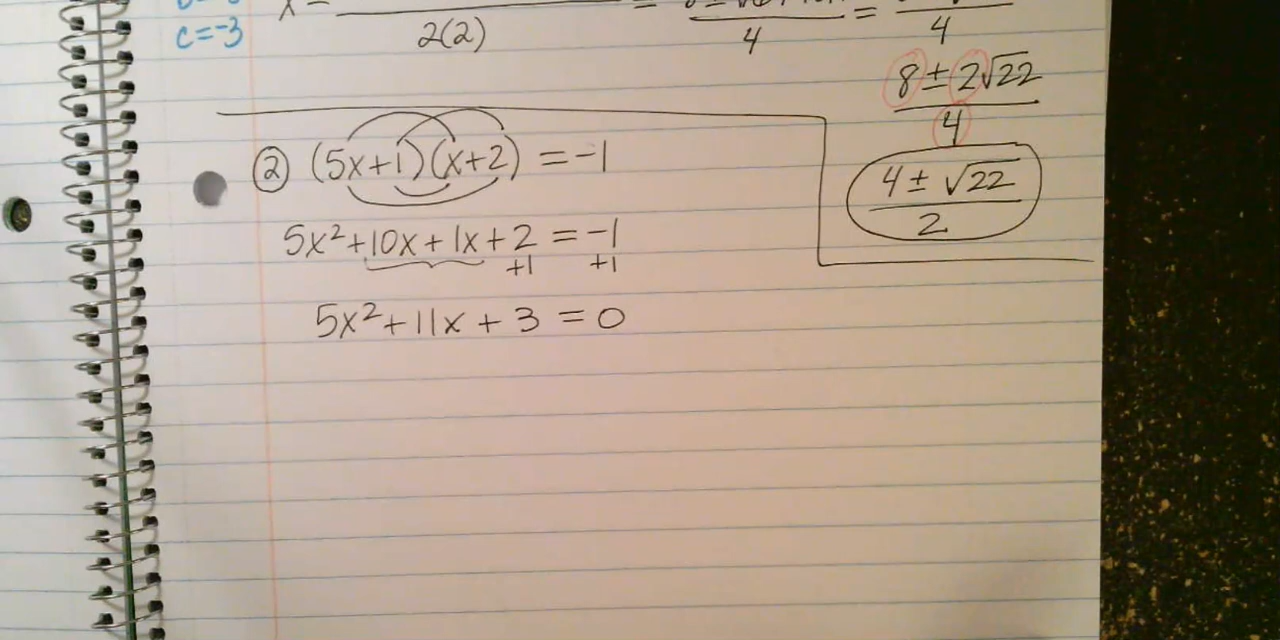 c=-3
2(2)
4
= 
4
8 ± 2√22
4
4 ± √22
2
② (5x+1)(x+2) = -1
5x²+10x+1x+2 = -1
+1 +1
5x²+11x+3 = 0